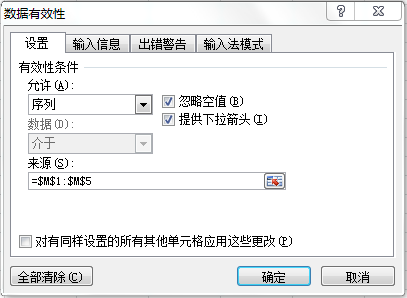 数据有效性
设置 输入信息 出错警告 输入法模式
有效性条件
允许(A):
序列 忽略空值(B)
数据(D): 提供下拉箭头(I)
介于
来源(S):
=$M$1:$M$5
对有同样设置的所有其他单元格应用这些更改(P)
全部清除(C) 确定 取消